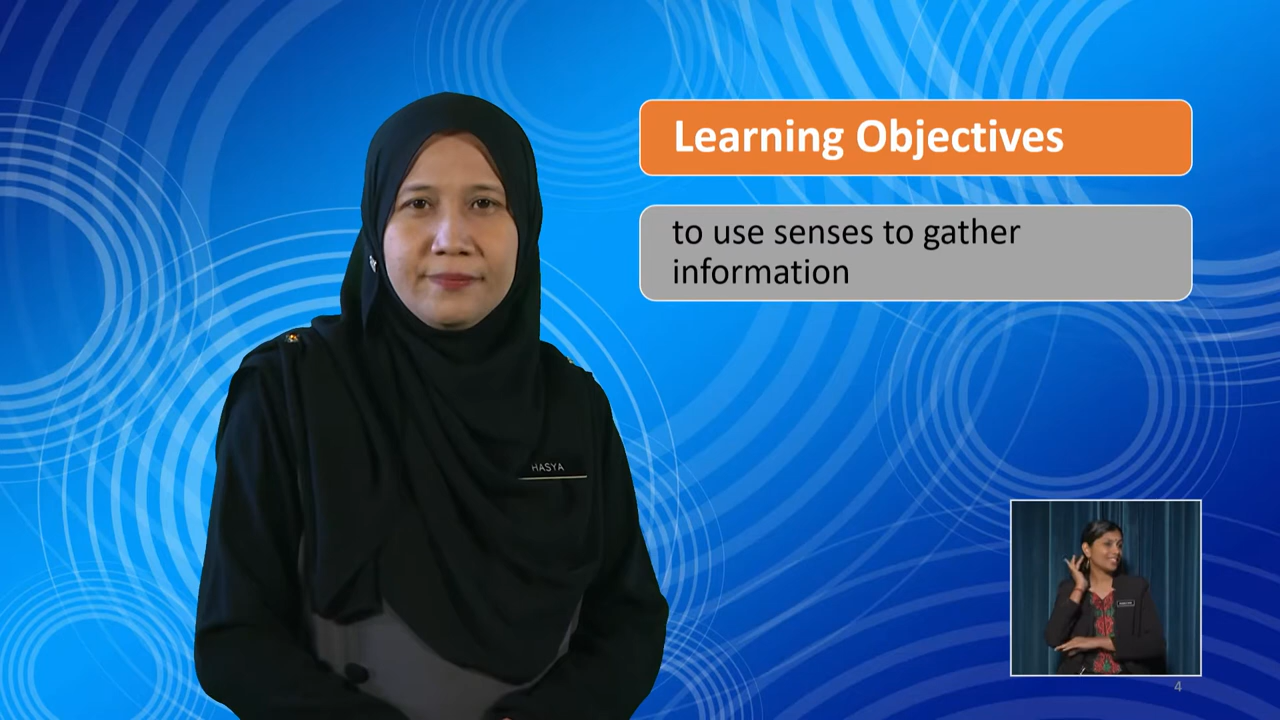 Learning Objectives
to use senses to gather
information
HASYA
4